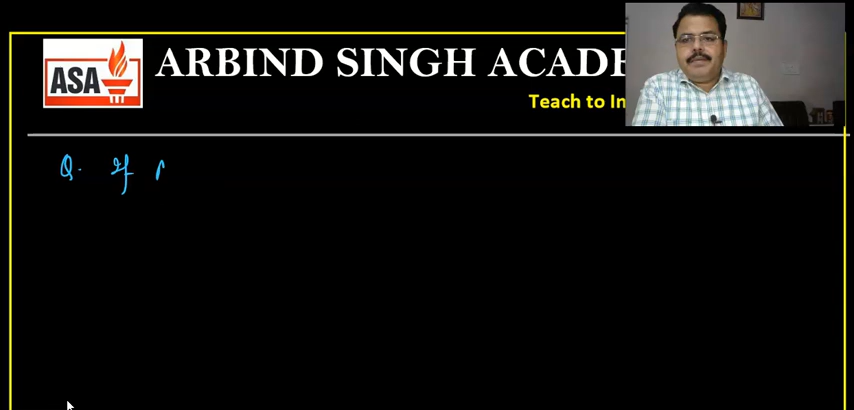 ARBIND SINGH ACADE
ASA
Teach to In
Q. If